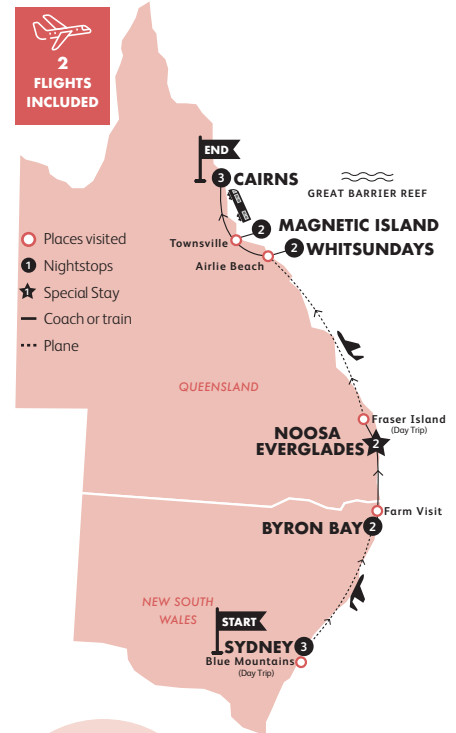 2
FLIGHTS
INCLUDED
END
3 CAIRNS
GREAT BARRIER REEF
2 MAGNETIC ISLAND
Townsville
2 WHITSUNDAYS
Airlie Beach
Places visited
1 Nightstops
1 Special Stay
Coach or train
Plane
QUEENSLAND
Fraser Island
(Day Trip)
NOOSA
EVERGLADES 2
Farm Visit
BYRON BAY 2
NEW SOUTH
WALES
START
SYDNEY 3
Blue Mountains
(Day Trip)